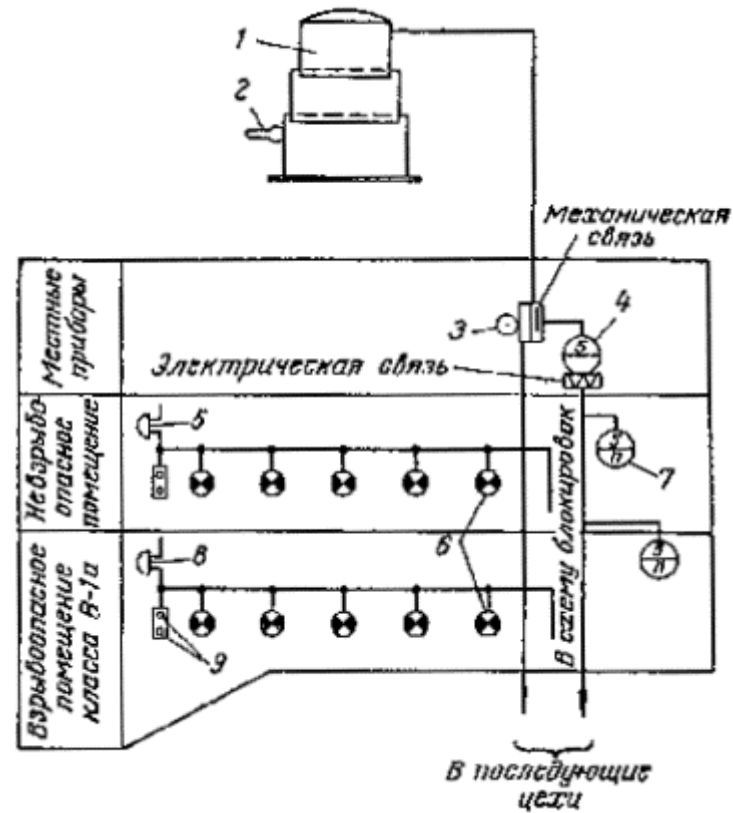 1
2
Механическая
связь
3
4
Б
Местные
приборы
Электрическая связь
Невзрыво-
опасное
помещение
5
7
П
6
В схему блокировок
Взрывоопасное
помещение
класса В-1а
8
Э
П
9
В последующие
цехи